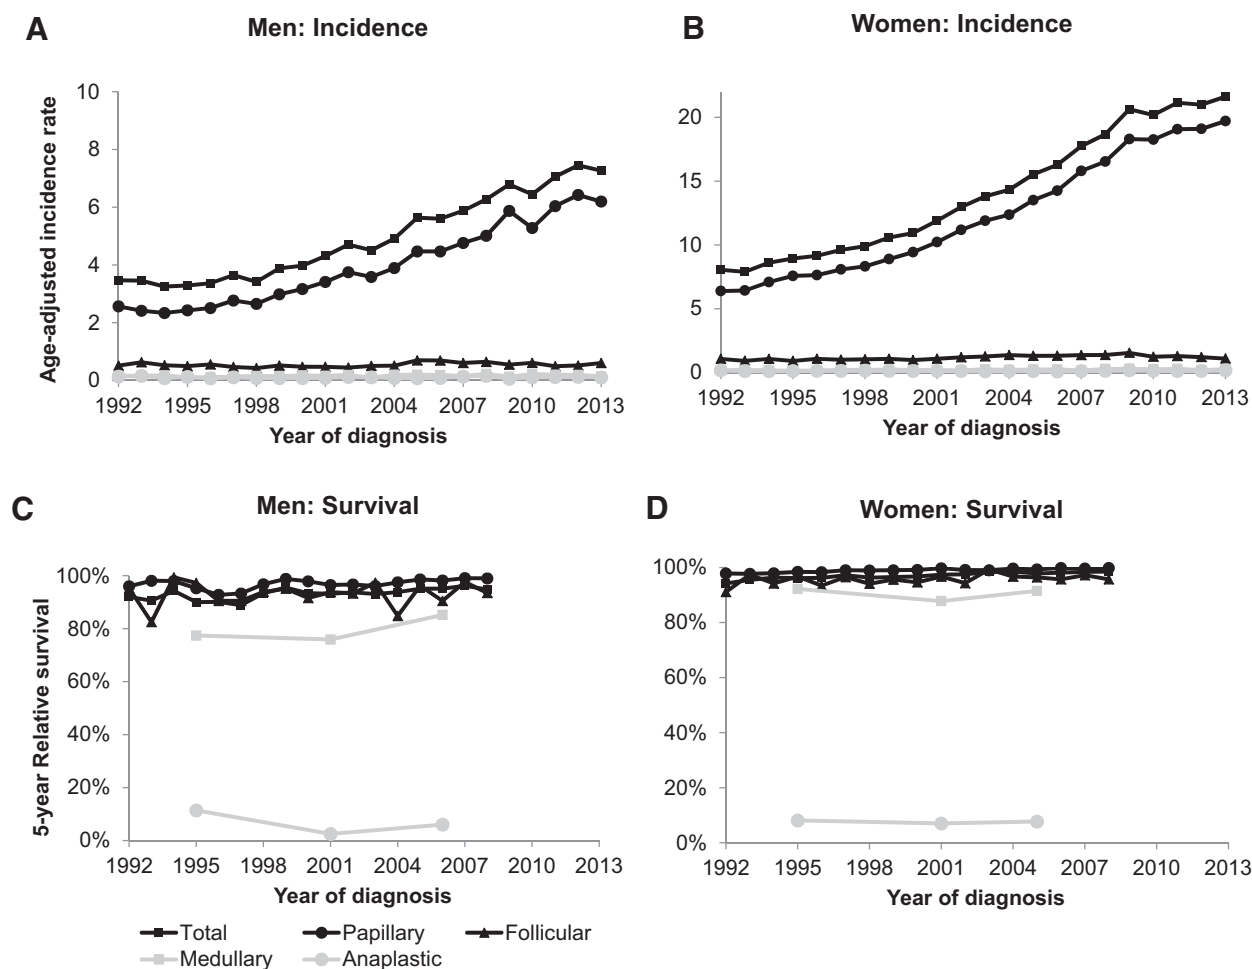 A
Men: Incidence
Age-adjusted incidence rate
10
8
6
4
2
0
1992 1995 1998 2001 2004 2007 2010 2013
Year of diagnosis
B
Women: Incidence
20
15
10
5
0
1992 1995 1998 2001 2004 2007 2010 2013
Year of diagnosis
C
Men: Survival
5-year Relative survival
100%
80%
60%
40%
20%
0%
1992 1995 1998 2001 2004 2007 2010 2013
Year of diagnosis
D
Women: Survival
100%
80%
60%
40%
20%
0%
1992 1995 1998 2001 2004 2007 2010 2013
Year of diagnosis
Total Papillary Follicular
Medullary Anaplastic